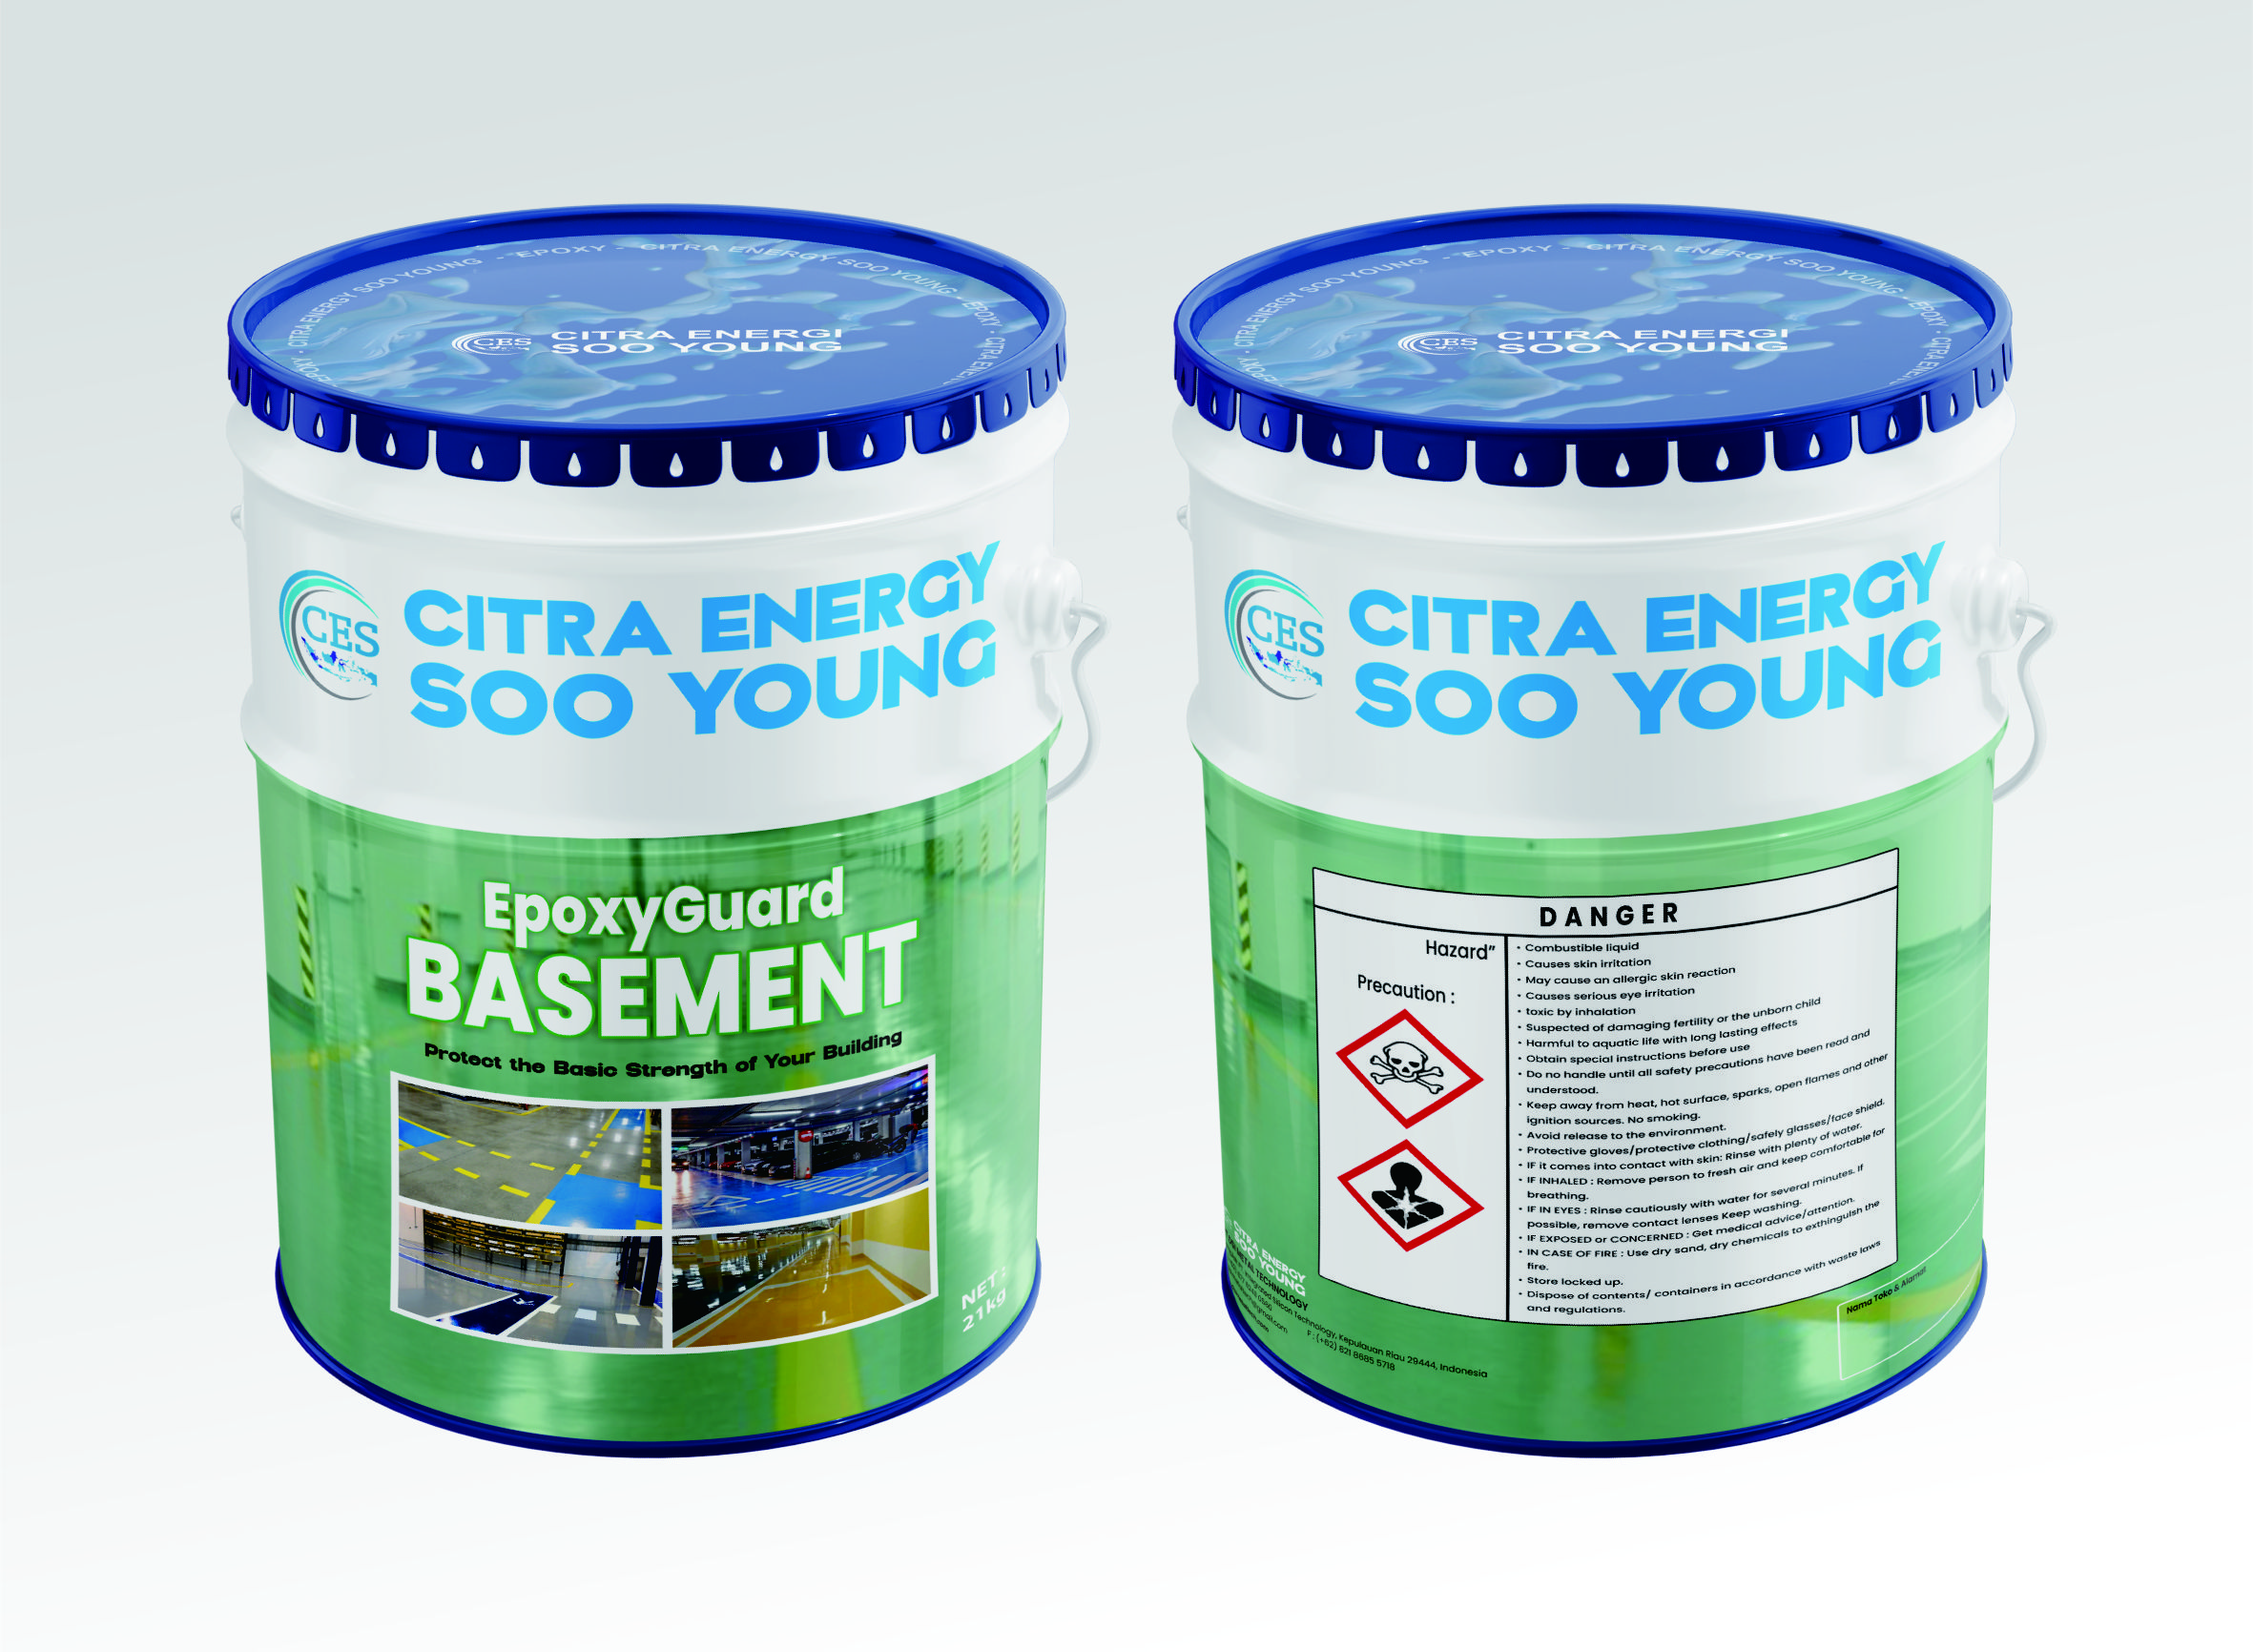 EPOXY - CITRA ENERGY SOO YOUNG - EPOXY - CITRA ENERGY SOO YOUNG - EPOXY - CITRA
CES
CITRA ENERGI
SOO YOUNG
CES
CITRA ENERGY
SOO YOUNG
EpoxyGuard
BASEMENT
Protect the Basic Strength of Your Building
NET :
21kg
EPOXY - CITRA ENERGY SOO YOUNG - EPOXY - CITRA ENERGY SOO YOUNG - EPOXY - CITRA
CES
CITRA ENERGI
SOO YOUNG
CES
CITRA ENERGY
SOO YOUNG
DANGER
Hazard"
Precaution :
• Combustible liquid
• Causes skin irritation
• May cause an allergic skin reaction
• Causes serious eye irritation
• toxic by inhalation
• Suspected of damaging fertility or the unborn child
• Harmful to aquatic life with long lasting effects
• Obtain special instructions before use
• Do no handle until all safety precautions have been read and
understood.
• Keep away from heat, hot surface, sparks, open flames and other
ignition sources. No smoking.
• Avoid release to the environment.
• Protective gloves/protective clothing/safely glasses/face shield.
• IF it comes into contact with skin: Rinse with plenty of water.
• IF INHALED : Remove person to fresh air and keep comfortable for
breathing.
• IF IN EYES : Rinse cautiously with water for several minutes. If
possible, remove contact lenses Keep washing.
• IF EXPOSED or CONCERNED : Get medical advice/attention.
• IN CASE OF FIRE : Use dry sand, dry chemicals to exthinguish the
fire.
• Store locked up.
• Dispose of contents/ containers in accordance with waste laws
and regulations.
CITRA ENERGY
SOO YOUNG
TECHNOLOGY
Silicon Technology, Kepulauan Riau 29444, Indonesia
F : (+62) 821 8685 5718
Nama Toko & Alamat